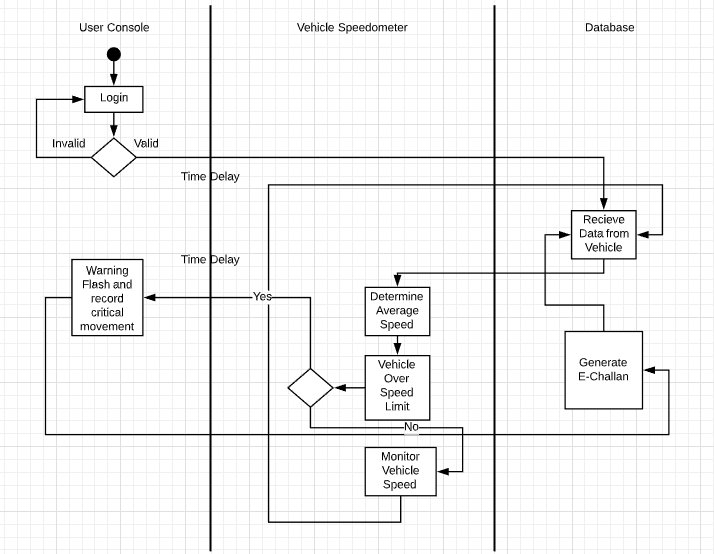 User Console
Vehicle Speedometer
Database
Login
Invalid
Valid
Time Delay
Recieve
Data from
Vehicle
Time Delay
Warning
Flash and
record
critical
movement
Yes
Determine
Average
Speed
Vehicle
Over
Speed
Limit
Generate
E-Challan
No
Monitor
Vehicle
Speed